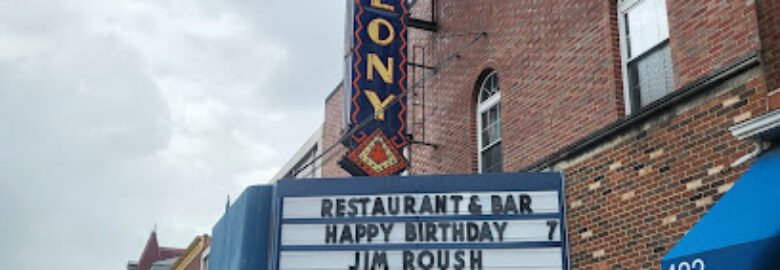 LONY
RESTAURANT & BAR
HAPPY BIRTHDAY 7
JIM ROUSH